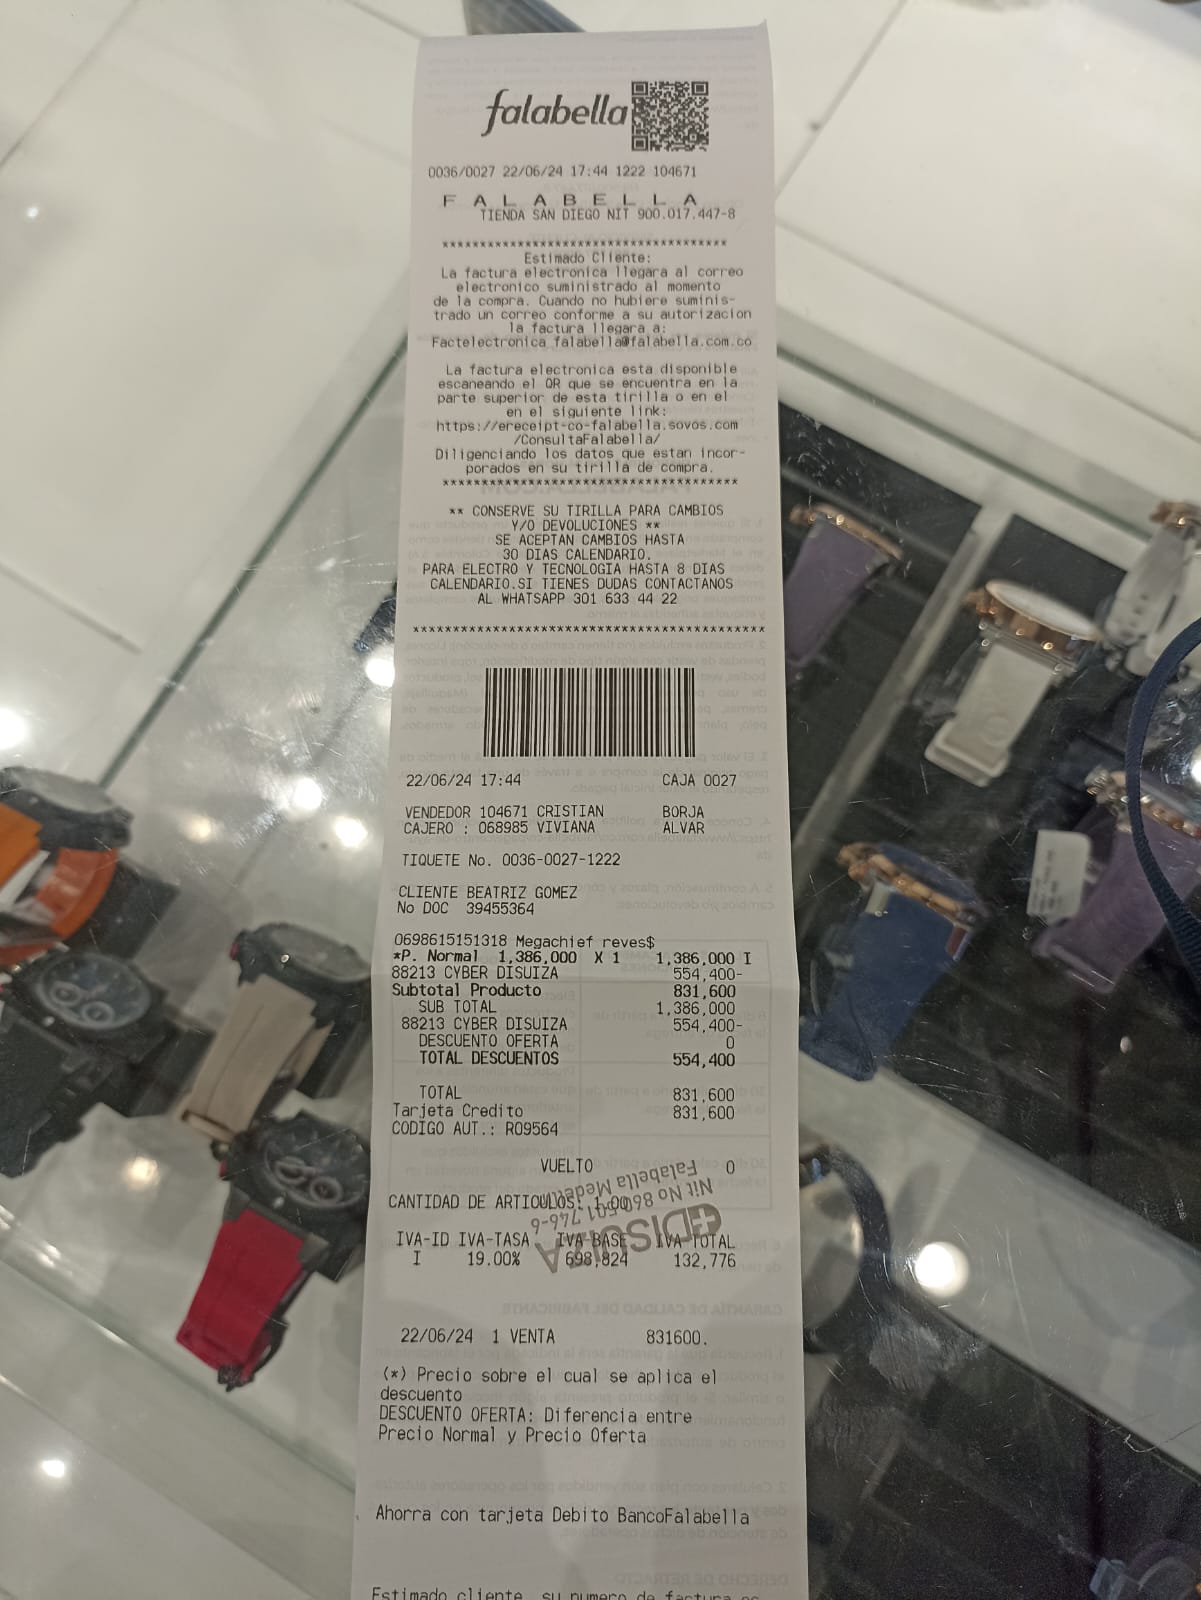 falabella
0036/0027 22/06/24 17:44 1222 104671
F A L A B E L L A
TIENDA SAN DIEGO NIT 900.017.447-8
************************************
Estimado Cliente:
La factura electronica llegara al correo
electronico suministrado al momento
de la compra. Cuando no hubiere suminis-
trado un correo conforme a su autorizacion
la factura llegara a:
Factelectronica_falabella@falabella.com.co
La factura electronica esta disponible
escaneando el QR que se encuentra en la
parte superior de esta tirilla o en el
en el siguiente link:
https://ereceipt-co-falabella.sovos.com
/ConsultaFalabella/
Diligenciando los datos que estan incor-
porados en su tirilla de compra.
*************************************
** CONSERVE SU TIRILLA PARA CAMBIOS
Y/O DEVOLUCIONES **
SE ACEPTAN CAMBIOS HASTA
30 DIAS CALENDARIO.
PARA ELECTRO Y TECNOLOGIA HASTA 8 DIAS
CALENDARIO.SI TIENES DUDAS CONTACTANOS
AL WHATSAPP 301 633 44 22
********************************************
22/06/24 17:44 CAJA 0027
VENDEDOR 104671 CRISTIAN BORJA
CAJERO : 068985 VIVIANA ALVAR
TIQUETE No. 0036-0027-1222
CLIENTE BEATRIZ GOMEZ
No DOC 39455364
0698615151318 Megachief reves$
*P. Normal 1,386,000 X 1 1,386,000 I
88213 CYBER DISUIZA 554,400-
Subtotal Producto 831,600
SUB TOTAL 1,386,000
88213 CYBER DISUIZA 554,400-
DESCUENTO OFERTA 0
TOTAL DESCUENTOS 554,400
TOTAL 831,600
Tarjeta Credito 831,600
CODIGO AUT.: R09564
VUELTO 0
CANTIDAD DE ARTICULOS: 1.00
IVA-ID IVA-TASA IVA-BASE IVA-TOTAL
I 19.00% 698,824 132,776
DISUIZA
Nit No 860.501.746-6
Falabella
22/06/24 1 VENTA 831600.
(*) Precio sobre el cual se aplica el
descuento
DESCUENTO OFERTA: Diferencia entre
Precio Normal y Precio Oferta
Ahorra con tarjeta Debito BancoFalabella
Estimado cliente, su numero de factura es